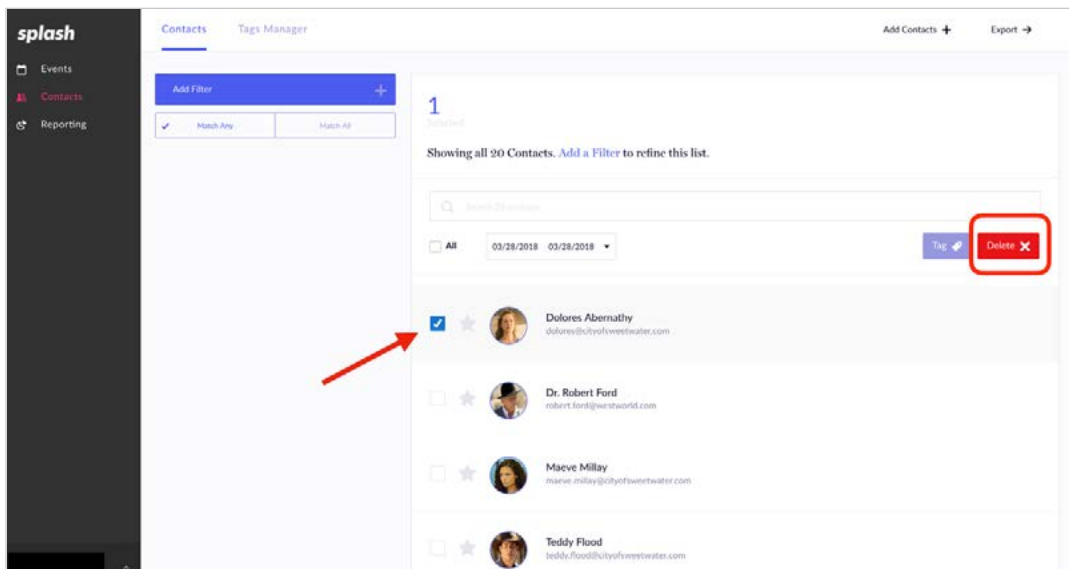 splash
Events
Contacts
Reporting
Contacts Tags Manager
Add Contacts + Export →
Add Filter +
Match Any Match All
1
Selected
Showing all 20 Contacts. Add a Filter to refine this list.
All 03/28/2018 03/28/2018
Tag Delete X
Dolores Abernathy
dolores@cityofsweetwater.com
Dr. Robert Ford
robert.ford@westworld.com
Maeve Millay
maeve.millay@cityofsweetwater.com
Teddy Flood
teddy.flood@cityofsweetwater.com